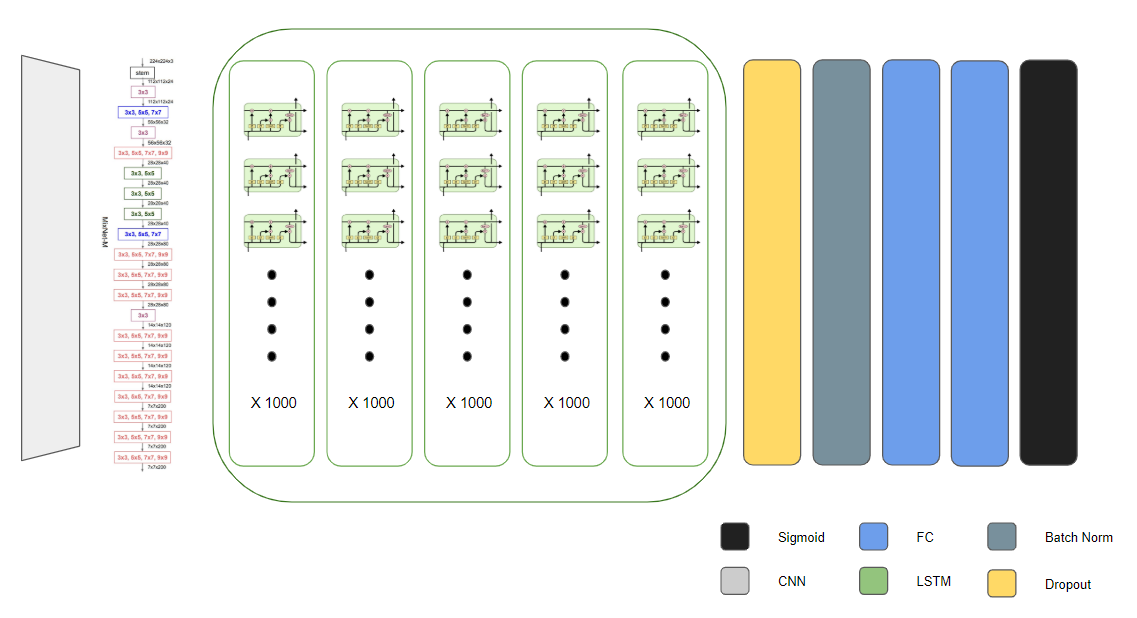 224x224x3
stem
112x112x24
3x3
112x112x24
3x3, 5x5, 7x7
56x56x32
3x3
56x56x32
3x3, 5x5, 7x7, 9x9
28x28x40
3x3, 5x5
28x28x40
3x3, 5x5
28x28x40
3x3, 5x5
28x28x40
3x3, 5x5, 7x7
28x28x80
3x3, 5x5, 7x7, 9x9
28x28x80
3x3, 5x5, 7x7, 9x9
28x28x80
3x3, 5x5, 7x7, 9x9
28x28x80
3x3
14x14x120
3x3, 5x5, 7x7, 9x9
14x14x120
3x3, 5x5, 7x7, 9x9
14x14x120
3x3, 5x5, 7x7, 9x9
14x14x120
3x3, 5x5, 7x7, 9x9
7x7x200
3x3, 5x5, 7x7, 9x9
7x7x200
3x3, 5x5, 7x7, 9x9
7x7x200
3x3, 5x5, 7x7, 9x9
7x7x200
MixNet-M
X 1000
X 1000
X 1000
X 1000
X 1000
Sigmoid
FC
Batch Norm
CNN
LSTM
Dropout